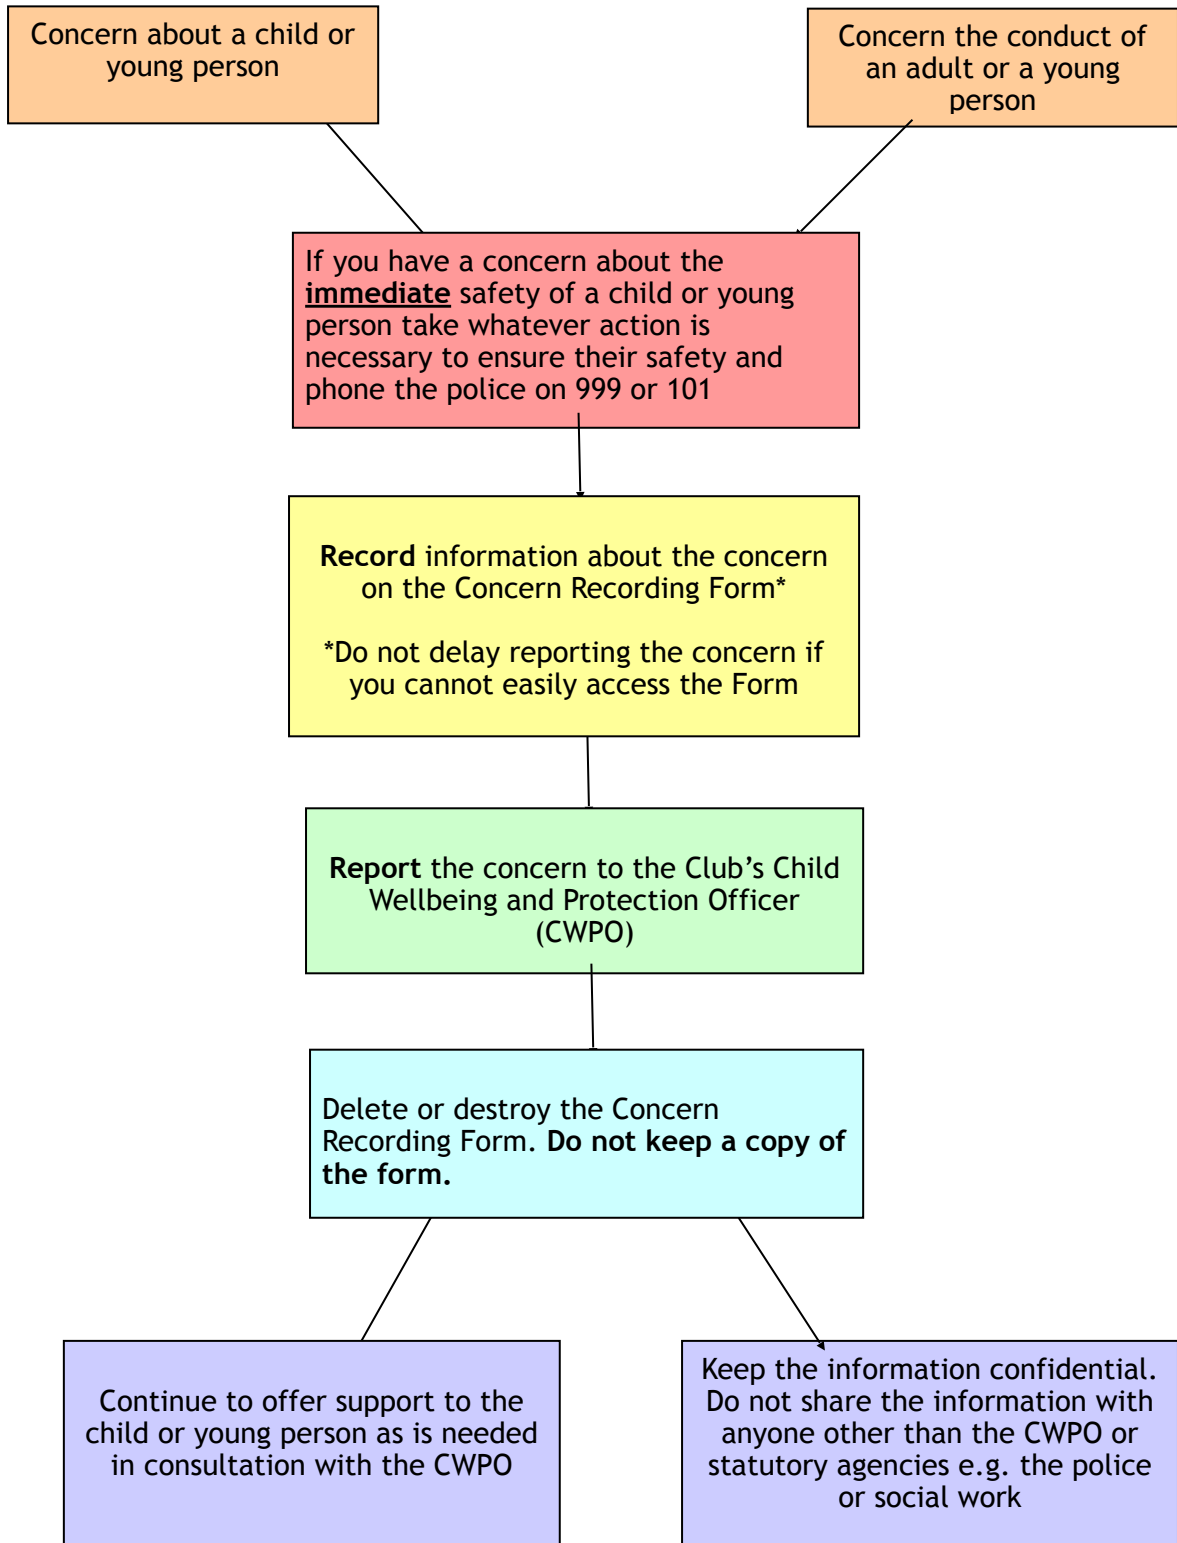 Concern about a child or
young person
Concern the conduct of
an adult or a young
person
If you have a concern about the
immediate safety of a child or young
person take whatever action is
necessary to ensure their safety and
phone the police on 999 or 101
Record information about the concern
on the Concern Recording Form*
*Do not delay reporting the concern if
you cannot easily access the Form
Report the concern to the Club’s Child
Wellbeing and Protection Officer
(CWPO)
Delete or destroy the Concern
Recording Form. Do not keep a copy of
the form.
Continue to offer support to the
child or young person as is needed
in consultation with the CWPO
Keep the information confidential.
Do not share the information with
anyone other than the CWPO or
statutory agencies e.g. the police
or social work